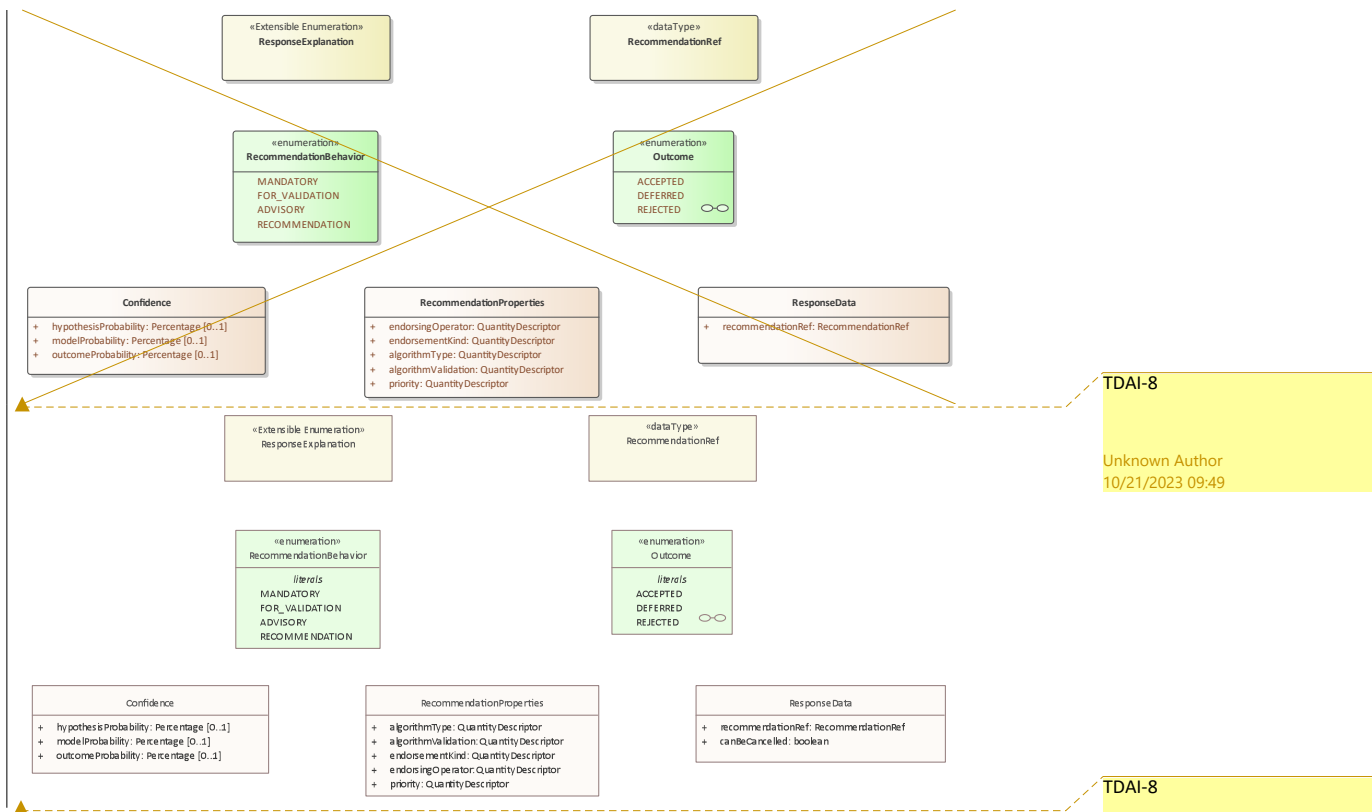 «Extensible Enumeration»
ResponseExplanation
«dataType»
RecommendationRef
«enumeration»
RecommendationBehavior
MANDATORY
FOR_VALIDATION
ADVISORY
RECOMMENDATION
«enumeration»
Outcome
ACCEPTED
DEFERRED
REJECTED
Confidence
+ hypothesisProbability: Percentage [0..1]
+ modelProbability: Percentage [0..1]
+ outcomeProbability: Percentage [0..1]
RecommendationProperties
+ endorsingOperator: QuantityDescriptor
+ endorsementKind: QuantityDescriptor
+ algorithmType: QuantityDescriptor
+ algorithmValidation: QuantityDescriptor
+ priority: QuantityDescriptor
ResponseData
+ recommendationRef: RecommendationRef
TDAI-8
Unknown Author
10/21/2023 09:49
«Extensible Enumeration»
ResponseExplanation
«dataType»
RecommendationRef
«enumeration»
RecommendationBehavior
literals
MANDATORY
FOR_VALIDATION
ADVISORY
RECOMMENDATION
«enumeration»
Outcome
literals
ACCEPTED
DEFERRED
REJECTED
Confidence
+ hypothesisProbability: Percentage [0..1]
+ modelProbability: Percentage [0..1]
+ outcomeProbability: Percentage [0..1]
RecommendationProperties
+ algorithmType: QuantityDescriptor
+ algorithmValidation: QuantityDescriptor
+ endorsementKind: QuantityDescriptor
+ endorsingOperator: QuantityDescriptor
+ priority: QuantityDescriptor
ResponseData
+ recommendationRef: RecommendationRef
+ canBeCancelled: boolean
TDAI-8